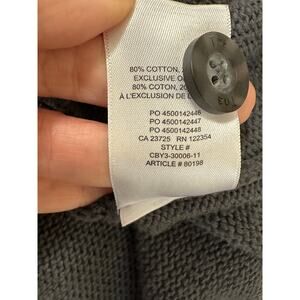 80% COTTON,
EXCLUSIVE O
80% COTON, 20
À L'EXCLUSION DE L
PO 4500142446
PO 4500142447
PO 4500142448
CA 23725 RN 122354
STYLE #
CBY3-30006-11
ARTICLE # 80198